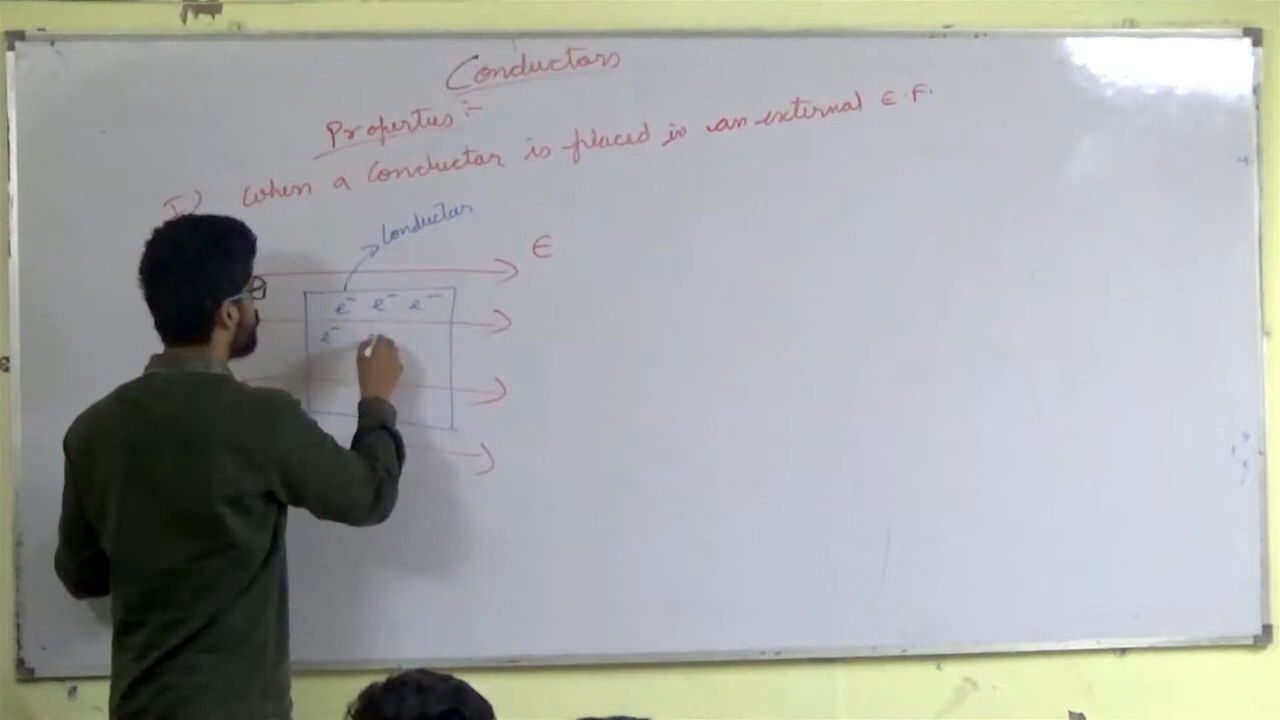 Conductors
Properties :-
I) When a Conductor is placed in an external E.F.
Conductor
E
e⁻ e⁻ e⁻
e⁻